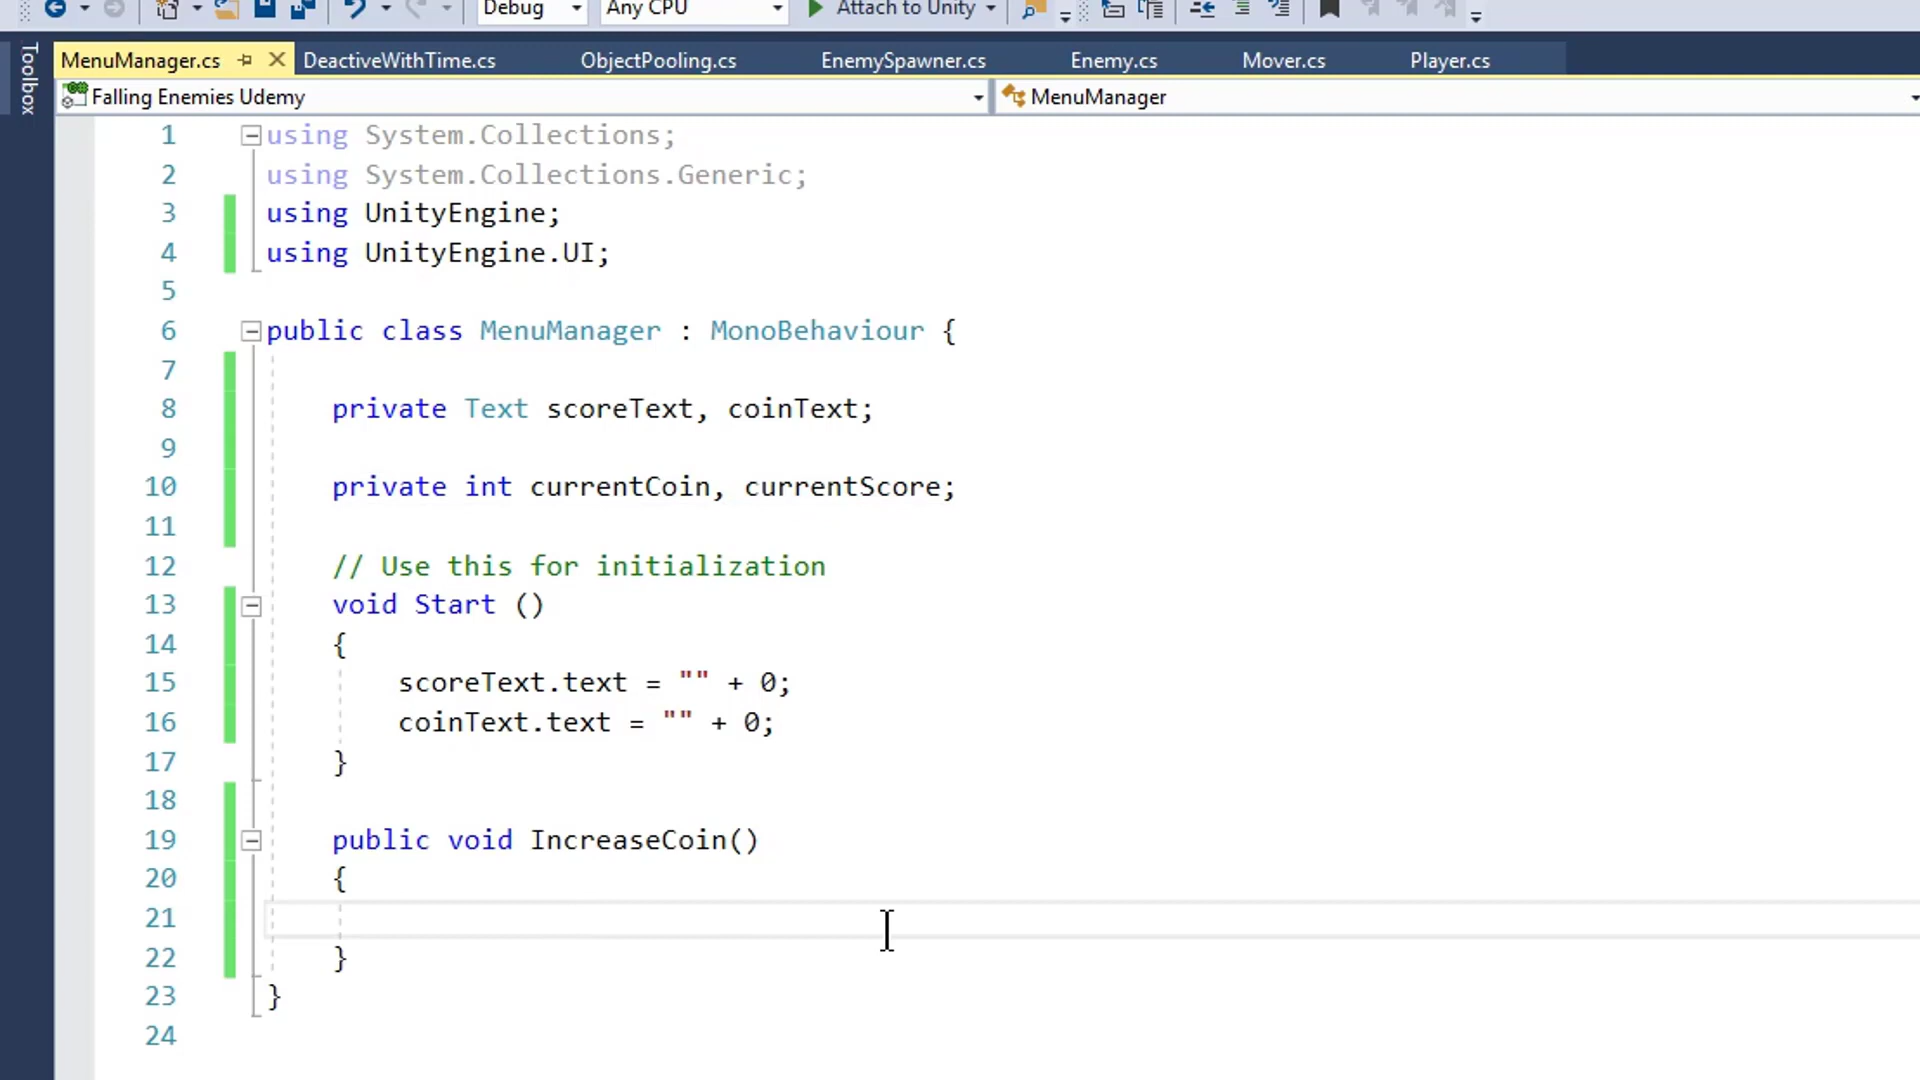 Debug Any CPU Attach to Unity
Toolbox
MenuManager.cs DeactiveWithTime.cs ObjectPooling.cs EnemySpawner.cs Enemy.cs Mover.cs Player.cs
Falling Enemies Udemy MenuManager
1 using System.Collections;
2 using System.Collections.Generic;
3 using UnityEngine;
4 using UnityEngine.UI;
5
6 public class MenuManager : MonoBehaviour {
7
8 private Text scoreText, coinText;
9
10 private int currentCoin, currentScore;
11
12 // Use this for initialization
13 void Start ()
14 {
15 scoreText.text = "" + 0;
16 coinText.text = "" + 0;
17 }
18
19 public void IncreaseCoin()
20 {
21
22 }
23 }
24